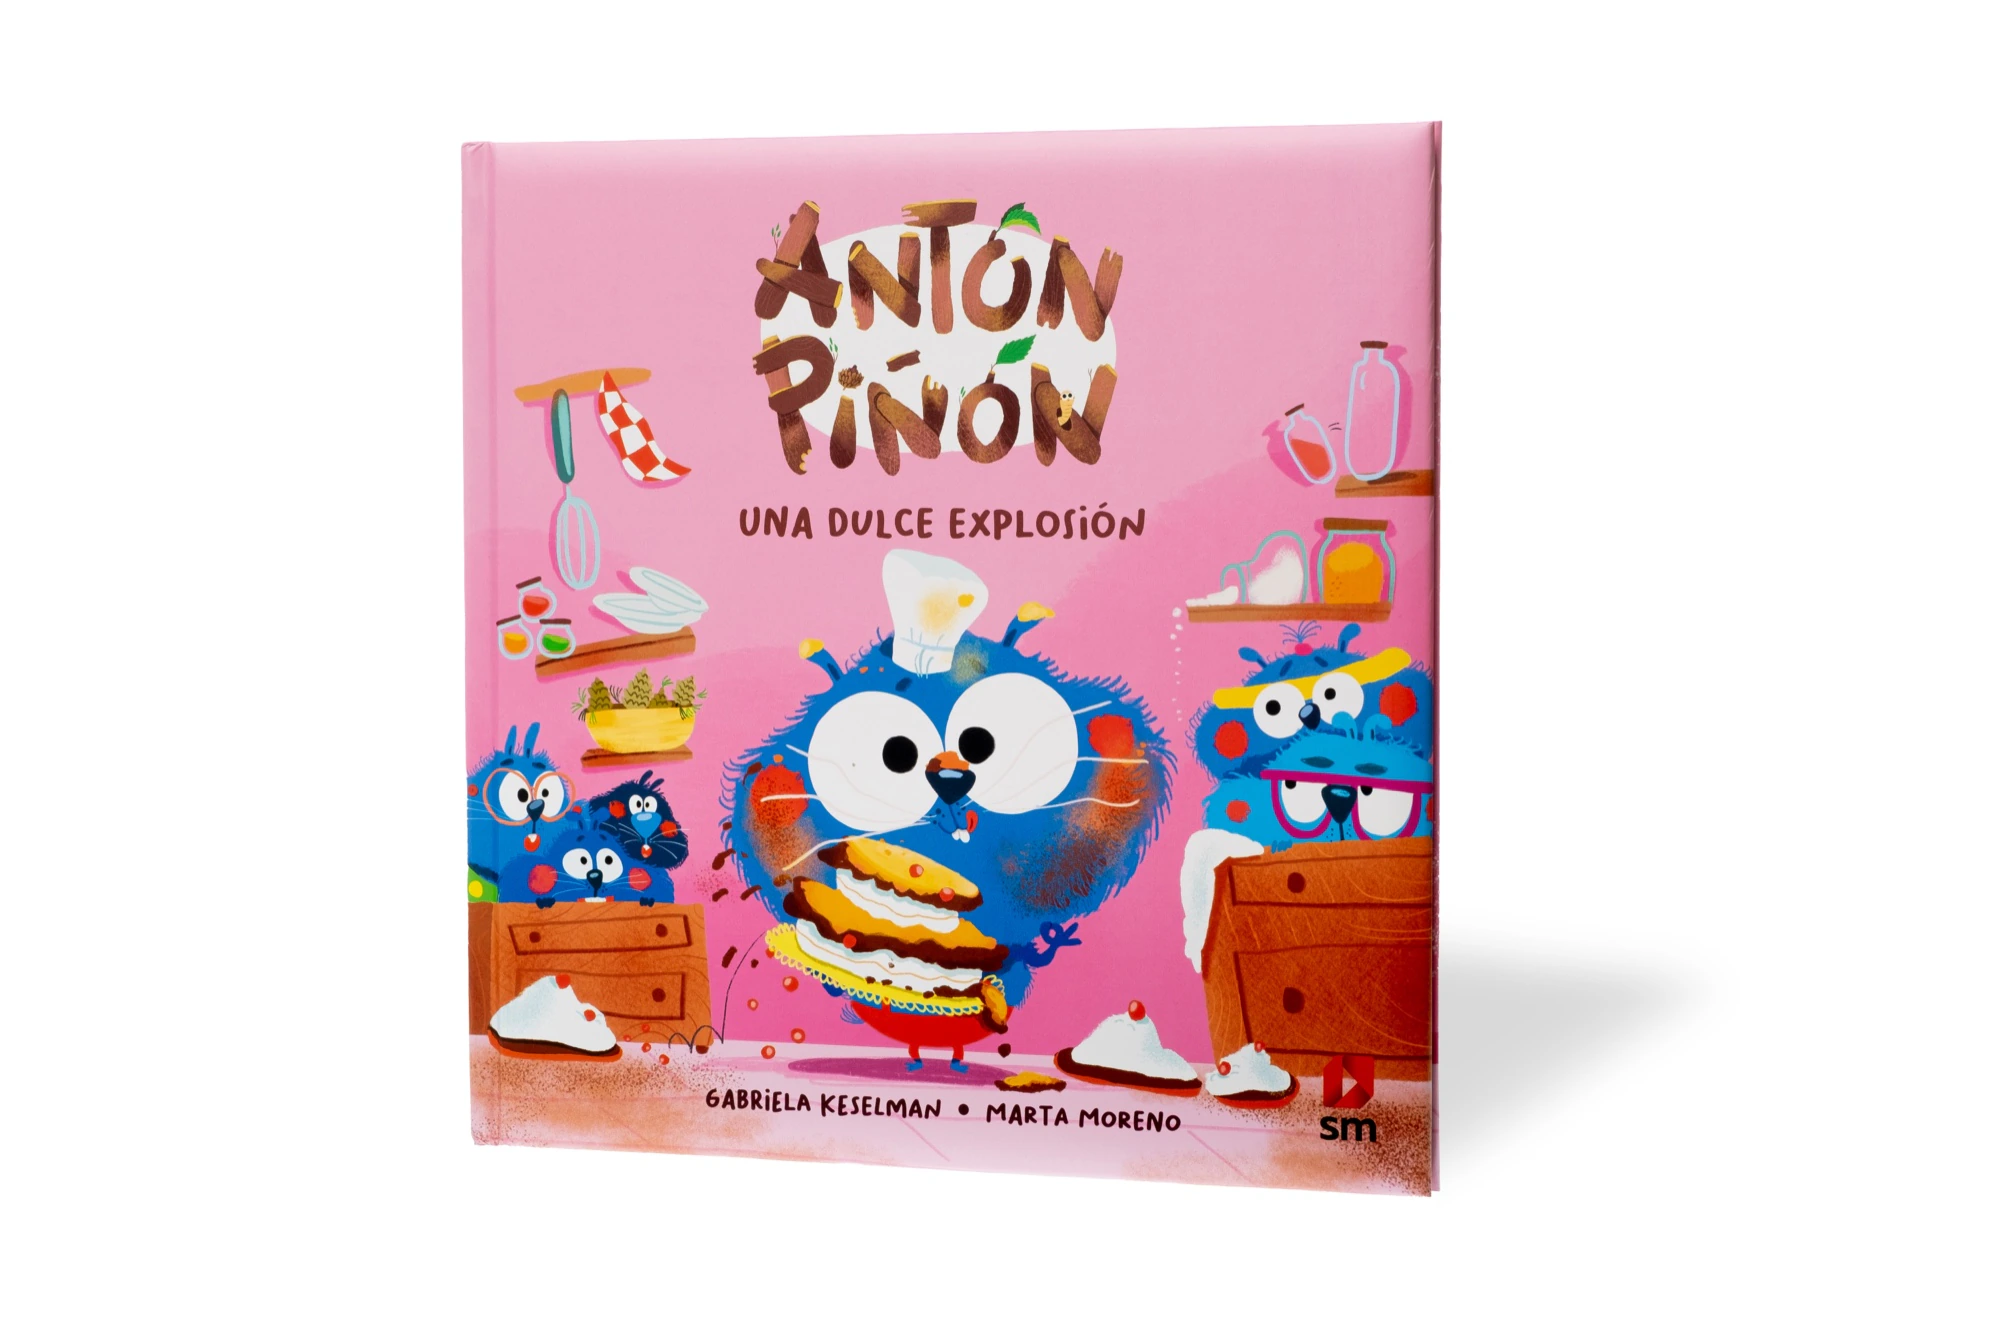 ANTÓN
PIÑÓN
UNA DULCE EXPLOSIÓN
GABRIELA KESELMAN • MARTA MORENO
sm